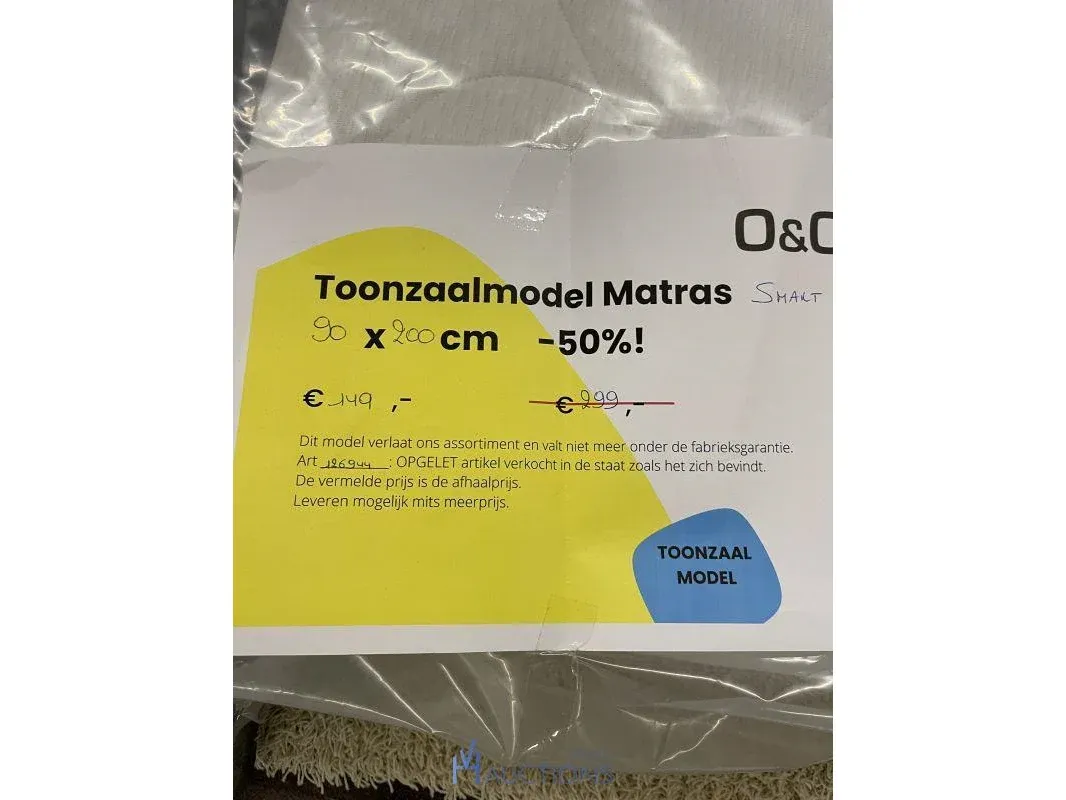 O&O
Toonzaalmodel Matras SMART
90 x 200 cm -50%!
€ 149 ,- € 299 ,-
Dit model verlaat ons assortiment en valt niet meer onder de fabrieksgarantie.
Art 126944 : OPGELET artikel verkocht in de staat zoals het zich bevindt.
De vermelde prijs is de afhaalprijs.
Leveren mogelijk mits meerprijs.
TOONZAAL
MODEL
AUCTIONS